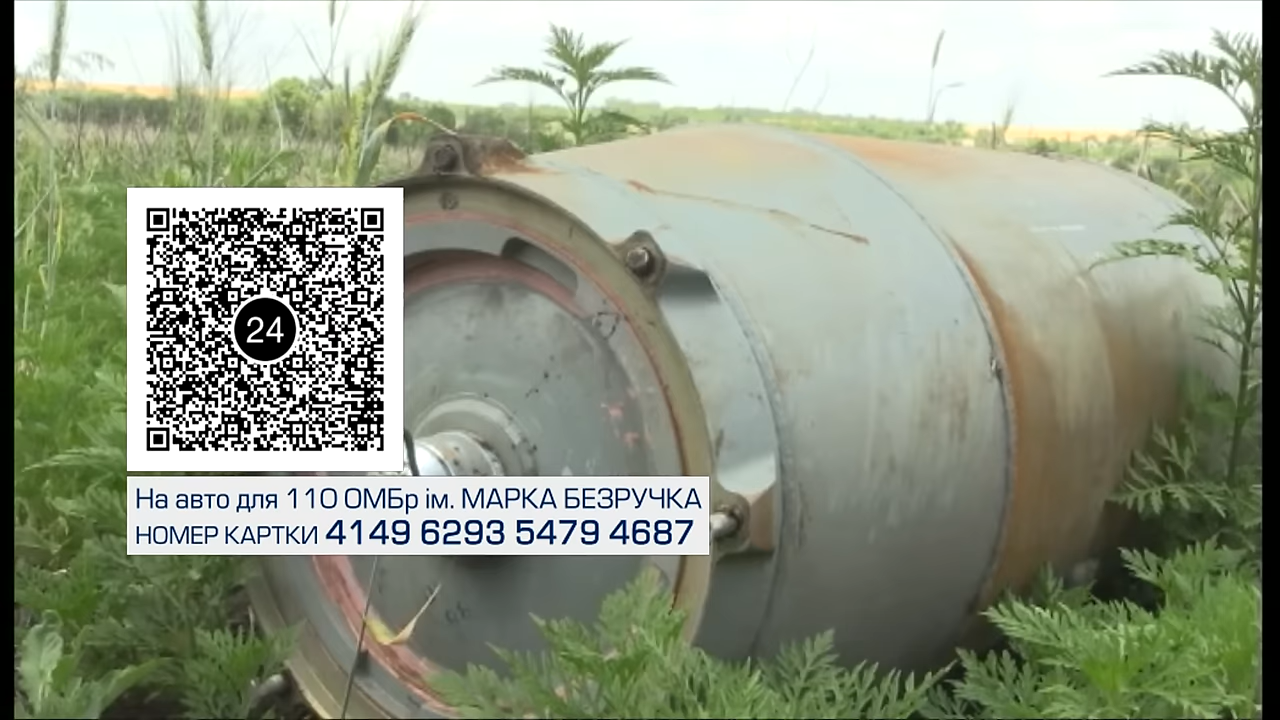 24
На авто для 110 ОМБр ім. МАРКА БЕЗРУЧКА
НОМЕР КАРТКИ 4149 6293 5479 4687